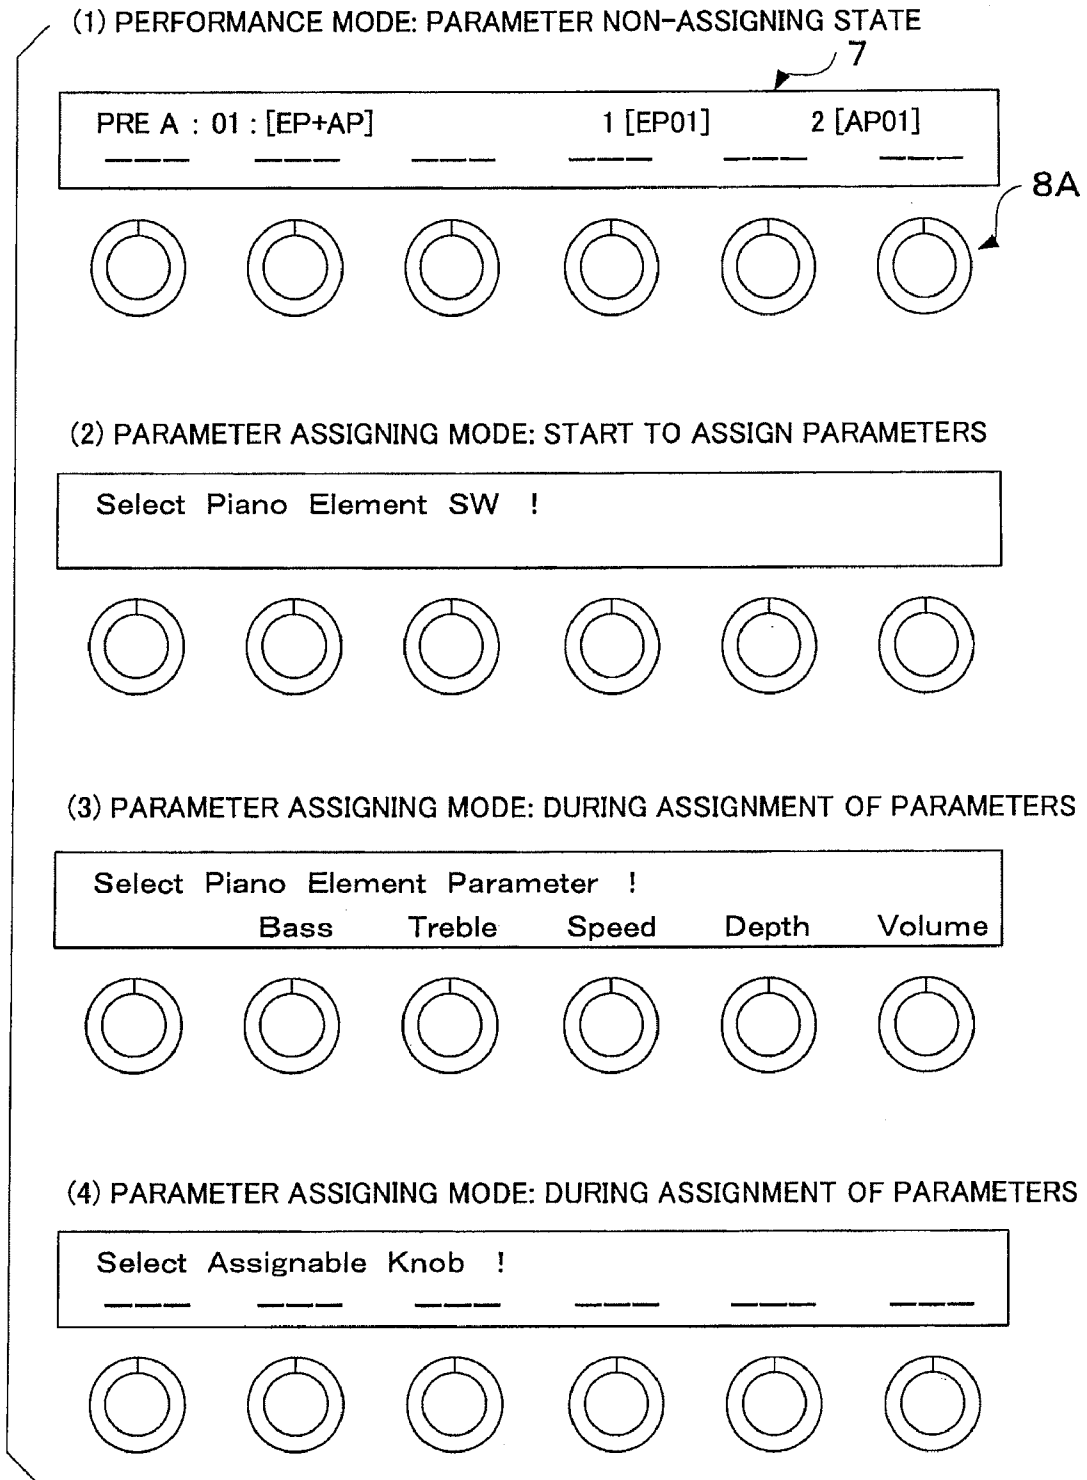 (1) PERFORMANCE MODE: PARAMETER NON-ASSIGNING STATE
7
PRE A : 01 : [EP+AP] 1 [EP01] 2 [AP01]
--- --- --- --- --- ---
8A
(2) PARAMETER ASSIGNING MODE: START TO ASSIGN PARAMETERS
Select Piano Element SW !
(3) PARAMETER ASSIGNING MODE: DURING ASSIGNMENT OF PARAMETERS
Select Piano Element Parameter !
Bass Treble Speed Depth Volume
(4) PARAMETER ASSIGNING MODE: DURING ASSIGNMENT OF PARAMETERS
Select Assignable Knob !
--- --- --- --- --- ---